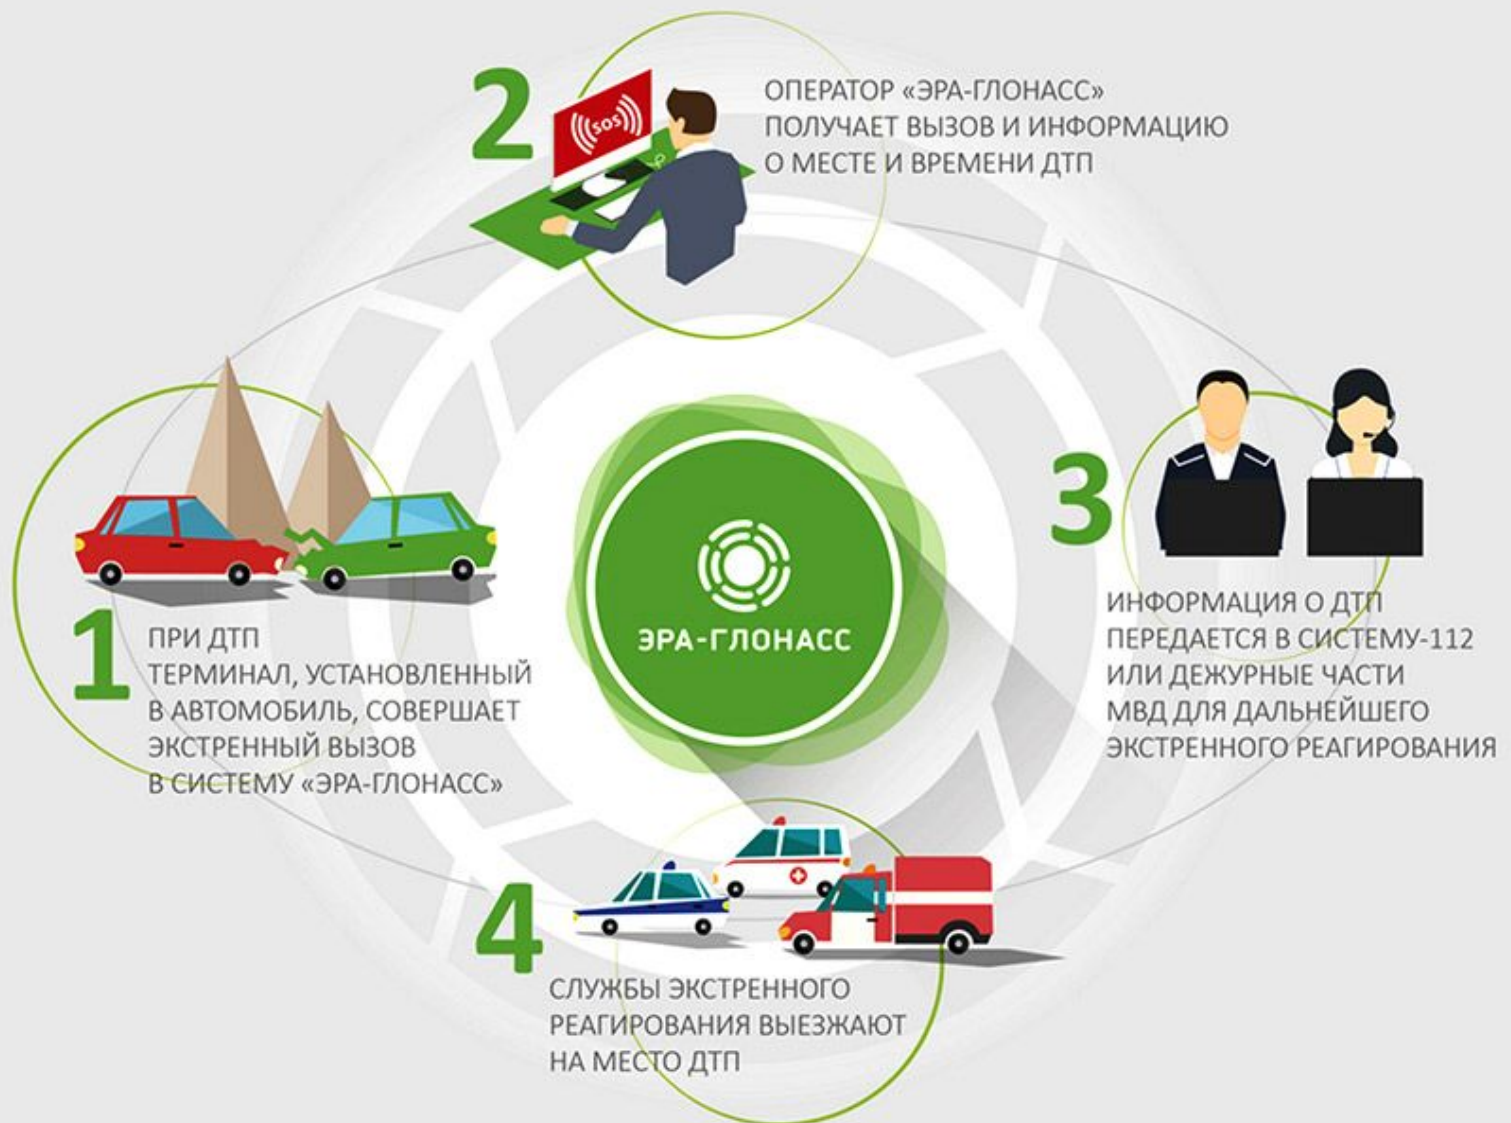 2
SOS
ОПЕРАТОР «ЭРА-ГЛОНАСС»
ПОЛУЧАЕТ ВЫЗОВ И ИНФОРМАЦИЮ
О МЕСТЕ И ВРЕМЕНИ ДТП
1
ПРИ ДТП
ТЕРМИНАЛ, УСТАНОВЛЕННЫЙ
В АВТОМОБИЛЬ, СОВЕРШАЕТ
ЭКСТРЕННЫЙ ВЫЗОВ
В СИСТЕМУ «ЭРА-ГЛОНАСС»
ЭРА-ГЛОНАСС
3
ИНФОРМАЦИЯ О ДТП
ПЕРЕДАЕТСЯ В СИСТЕМУ-112
ИЛИ ДЕЖУРНЫЕ ЧАСТИ
МВД ДЛЯ ДАЛЬНЕЙШЕГО
ЭКСТРЕННОГО РЕАГИРОВАНИЯ
4
СЛУЖБЫ ЭКСТРЕННОГО
РЕАГИРОВАНИЯ ВЫЕЗЖАЮТ
НА МЕСТО ДТП